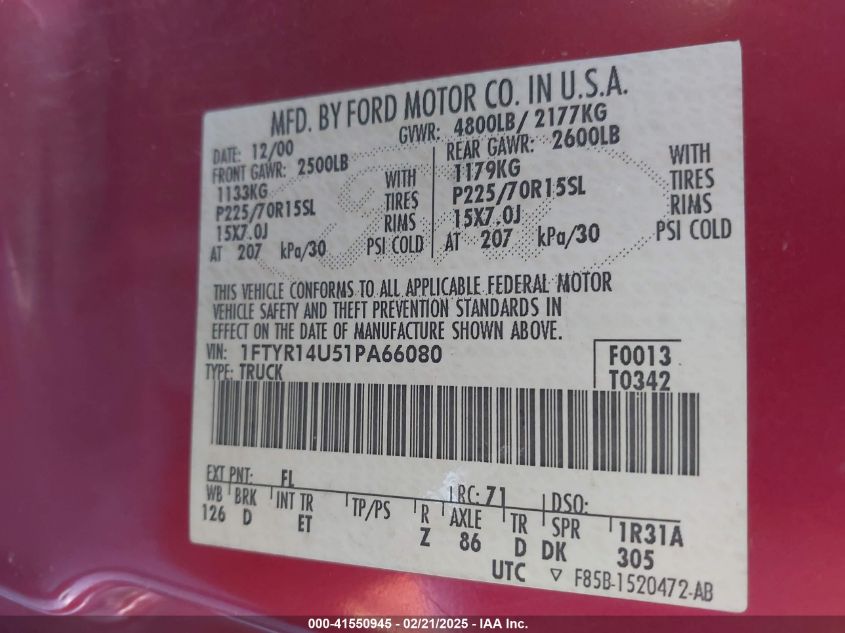 MFD. BY FORD MOTOR CO. IN U.S.A.
DATE: 12/00 GVWR: 4800LB/ 2177KG
FRONT GAWR: 2500LB REAR GAWR: 2600LB
1133KG WITH 1179KG WITH
P225/70R15SL TIRES P225/70R15SL TIRES
15X7.0J RIMS 15X7.0J RIMS
AT 207 kPa/30 PSI COLD AT 207 kPa/30 PSI COLD
THIS VEHICLE CONFORMS TO ALL APPLICABLE FEDERAL MOTOR
VEHICLE SAFETY AND THEFT PREVENTION STANDARDS IN
EFFECT ON THE DATE OF MANUFACTURE SHOWN ABOVE.
VIN: 1FTYR14U51PA66080 F0013
TYPE: TRUCK T0342
EXT PNT: FL RC: 71 DSO:
WB BRK INT TR TP/PS R AXLE TR SPR 1R31A
126 D ET Z 86 D DK 305
UTC ▽ F85B-1520472-AB
000-41550945 - 02/21/2025 - IAA Inc.